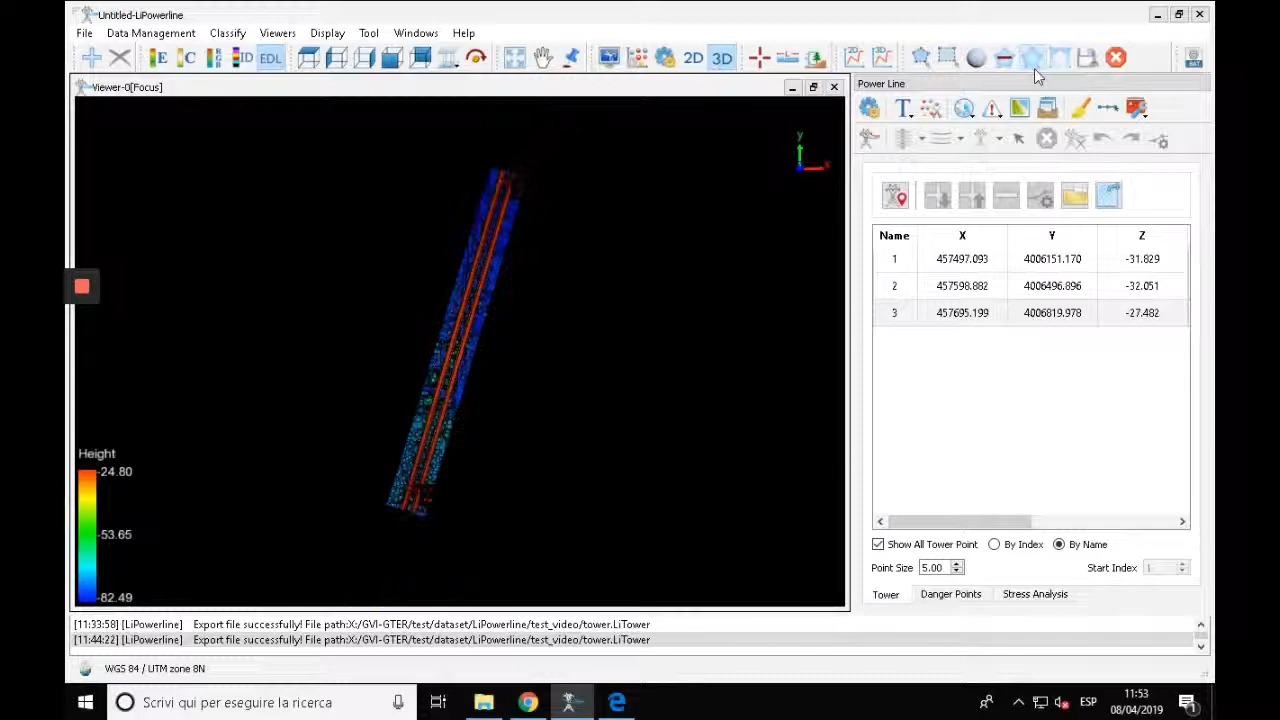 Untitled-LiPowerline
File Data Management Classify Viewers Display Tool Windows Help
E C ID EDL 2D 3D 2D 3D BAT
Viewer-0[Focus]
Power Line
T
y
x
Name X Y Z
1 457497.093 4006151.170 -31.829
2 457598.882 4006496.896 -32.051
3 457695.199 4006819.978 -27.482
Height
-24.80
-53.65
-82.49
Show All Tower Point By Index By Name
Point Size 5.00 Start Index
Tower Danger Points Stress Analysis
[11:33:58] [LiPowerline] Export file successfully! File path:X:/GVI-GTER/test/dataset/LiPowerline/test_video/tower.LiTower
[11:44:22] [LiPowerline] Export file successfully! File path:X:/GVI-GTER/test/dataset/LiPowerline/test_video/tower.LiTower
WGS 84 / UTM zone 8N
Scrivi qui per eseguire la ricerca
ESP
11:53
08/04/2019
1